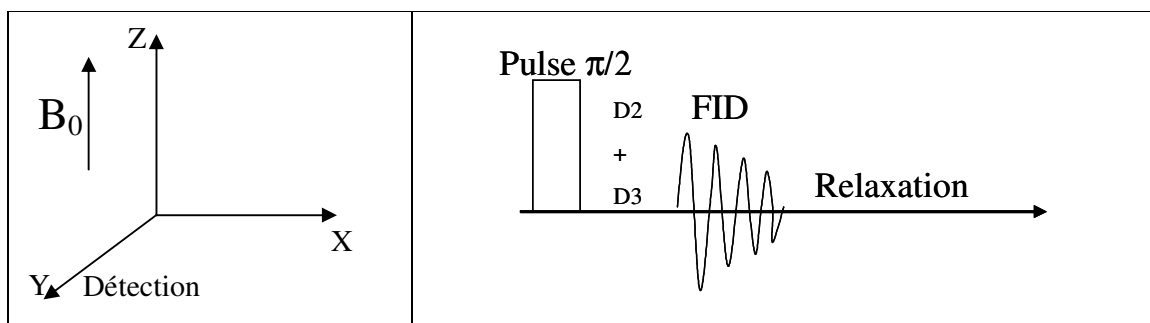 Z
B₀
X
Y Détection
Pulse π/2
D2
+
D3
FID
Relaxation